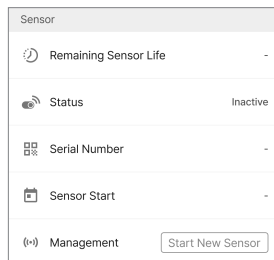 Sensor
Remaining Sensor Life -
Status Inactive
Serial Number -
Sensor Start -
Management Start New Sensor